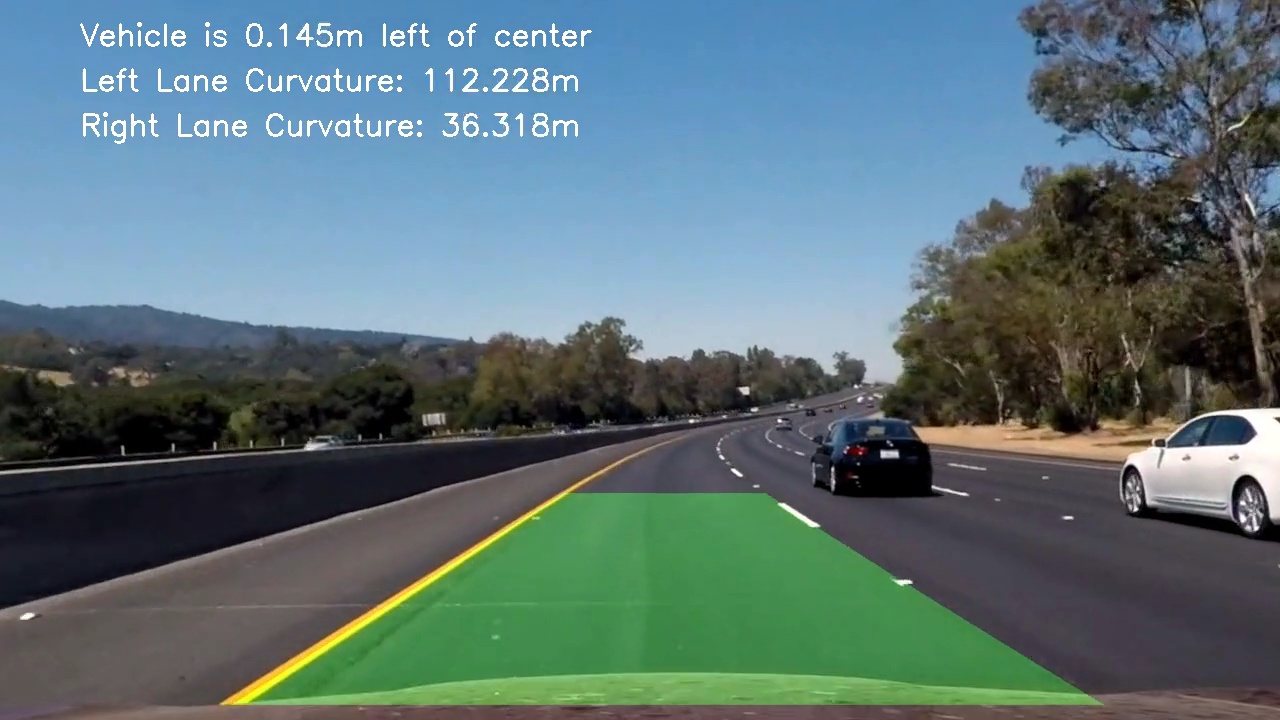 Vehicle is 0.145m left of center
Left Lane Curvature: 112.228m
Right Lane Curvature: 36.318m